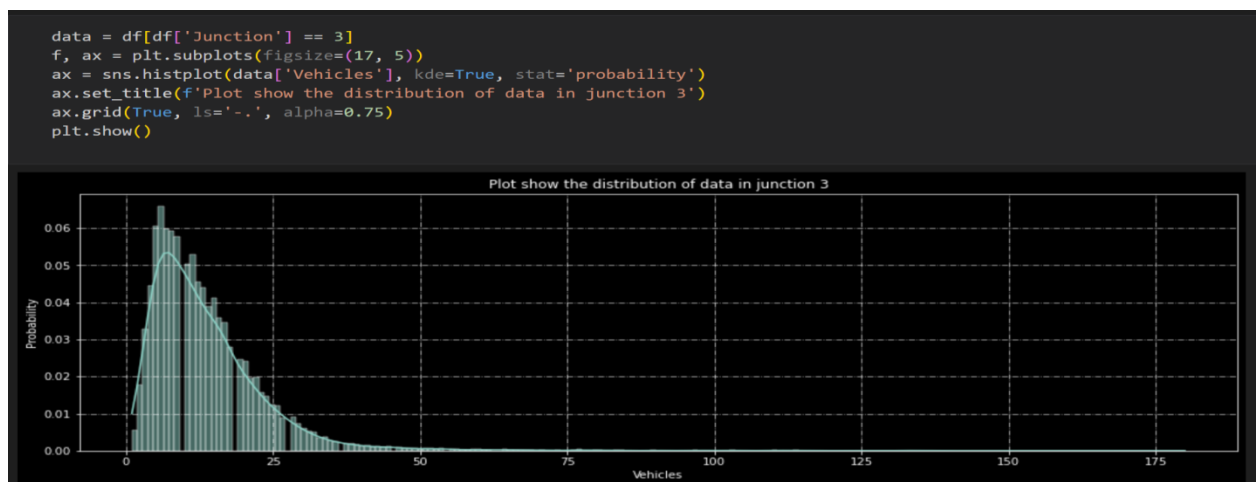 data = df[df['Junction'] == 3]
f, ax = plt.subplots(figsize=(17, 5))
ax = sns.histplot(data['Vehicles'], kde=True, stat='probability')
ax.set_title(f'Plot show the distribution of data in junction 3')
ax.grid(True, ls='-.', alpha=0.75)
plt.show()
Plot show the distribution of data in junction 3
0.06
0.05
0.04
0.03
0.02
0.01
0.00
Probability
0 25 50 75 100 125 150 175
Vehicles